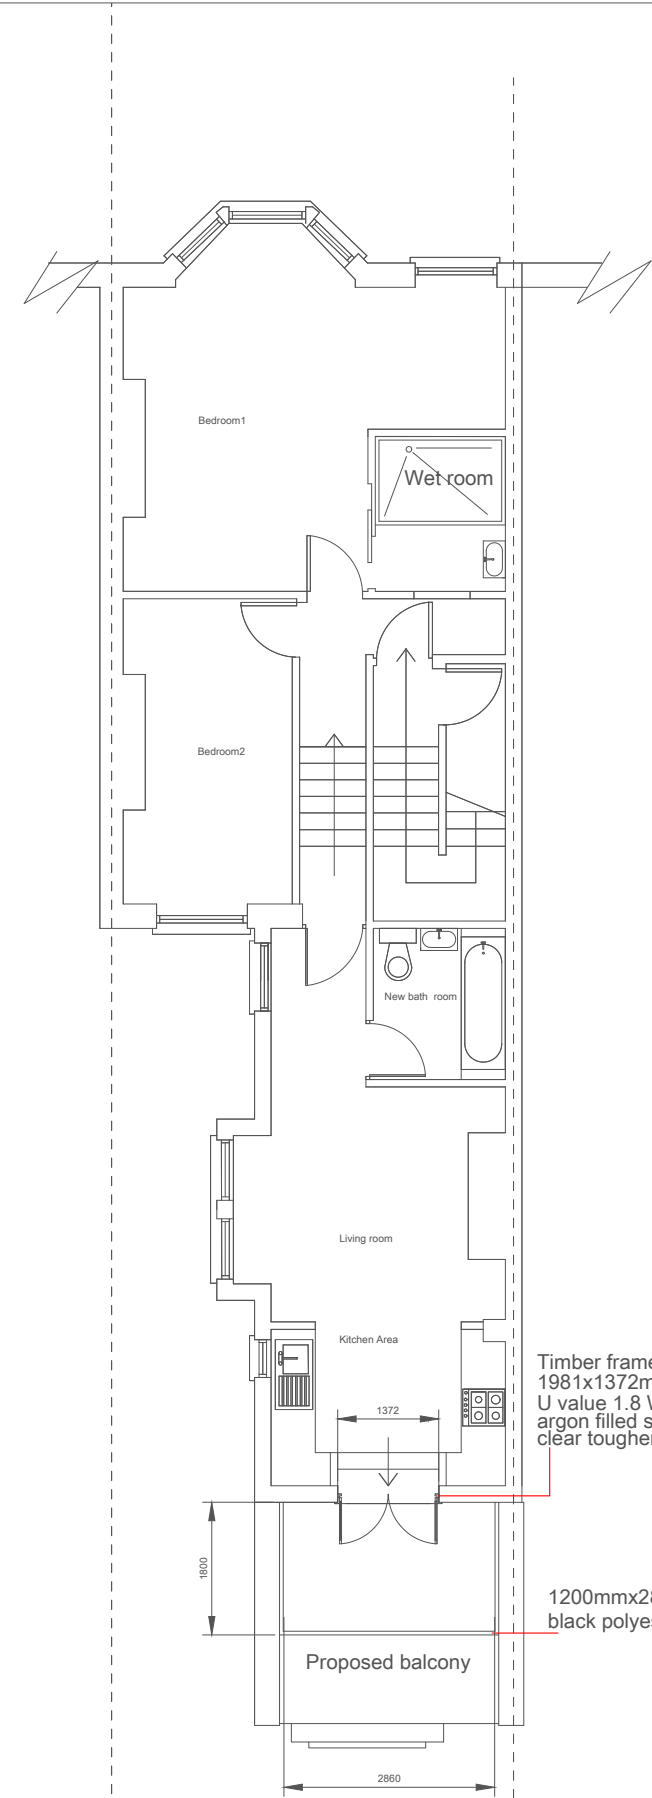 Bedroom1
Wet room
Bedroom2
New bath room
Living room
Kitchen Area
Timber frame
1981x1372m
U value 1.8 W
argon filled s
clear toughe
1372
1800
1200mmx28
black polyes
Proposed balcony
2860